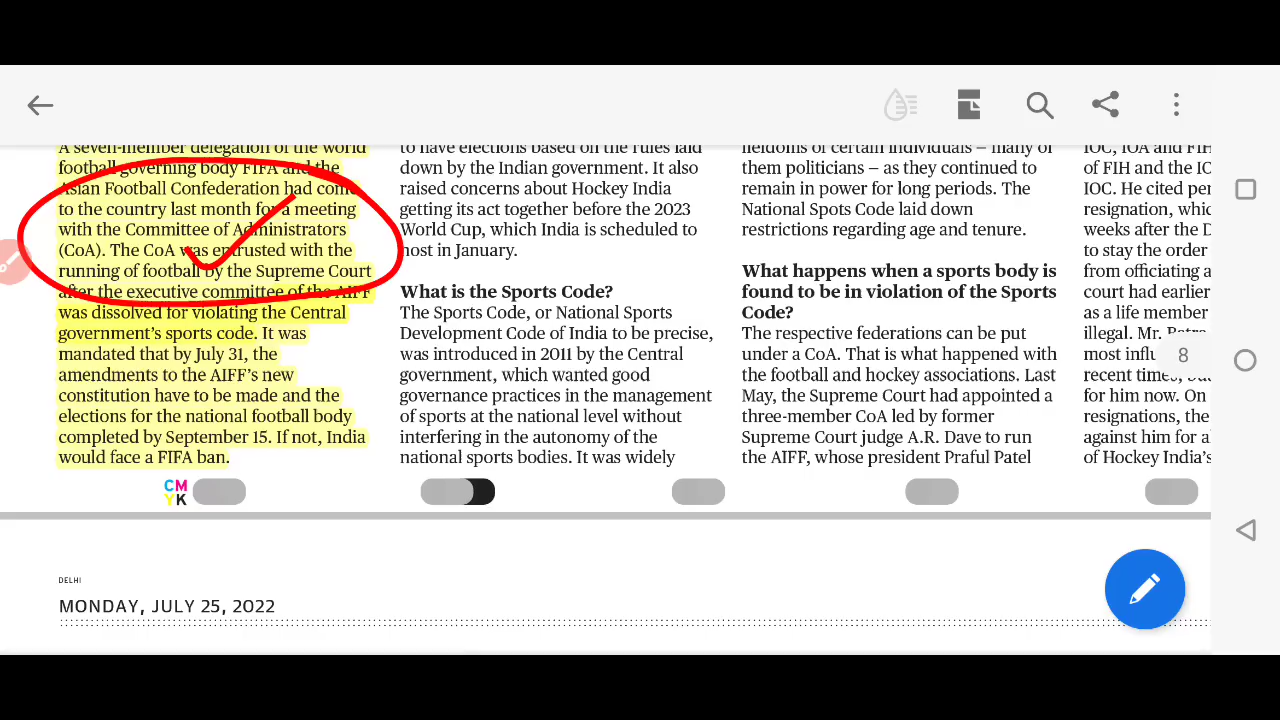 A seven-member delegation of the world
football governing body FIFA and the
Asian Football Confederation had come
to the country last month for a meeting
with the Committee of Administrators
(CoA). The CoA was entrusted with the
running of football by the Supreme Court
after the executive committee of the AIFF
was dissolved for violating the Central
government's sports code. It was
mandated that by July 31, the
amendments to the AIFF's new
constitution have to be made and the
elections for the national football body
completed by September 15. If not, India
would face a FIFA ban.
to have elections based on the rules laid
down by the Indian government. It also
raised concerns about Hockey India
getting its act together before the 2023
World Cup, which India is scheduled to
host in January.
What is the Sports Code?
The Sports Code, or National Sports
Development Code of India to be precise,
was introduced in 2011 by the Central
government, which wanted good
governance practices in the management
of sports at the national level without
interfering in the autonomy of the
national sports bodies. It was widely
fiefdoms of certain individuals — many of
them politicians — as they continued to
remain in power for long periods. The
National Spots Code laid down
restrictions regarding age and tenure.
What happens when a sports body is
found to be in violation of the Sports
Code?
The respective federations can be put
under a CoA. That is what happened with
the football and hockey associations. Last
May, the Supreme Court had appointed a
three-member CoA led by former
Supreme Court judge A.R. Dave to run
the AIFF, whose president Praful Patel
IOC, IOA and FIH
of FIH and the IO
IOC. He cited per
resignation, whic
weeks after the D
to stay the order
from officiating a
court had earlier
as a life member
illegal. Mr. Batra
most influ
recent times, 
for him now. On
resignations, the
against him for a
of Hockey India's
8
CMYK
DELHI
MONDAY, JULY 25, 2022